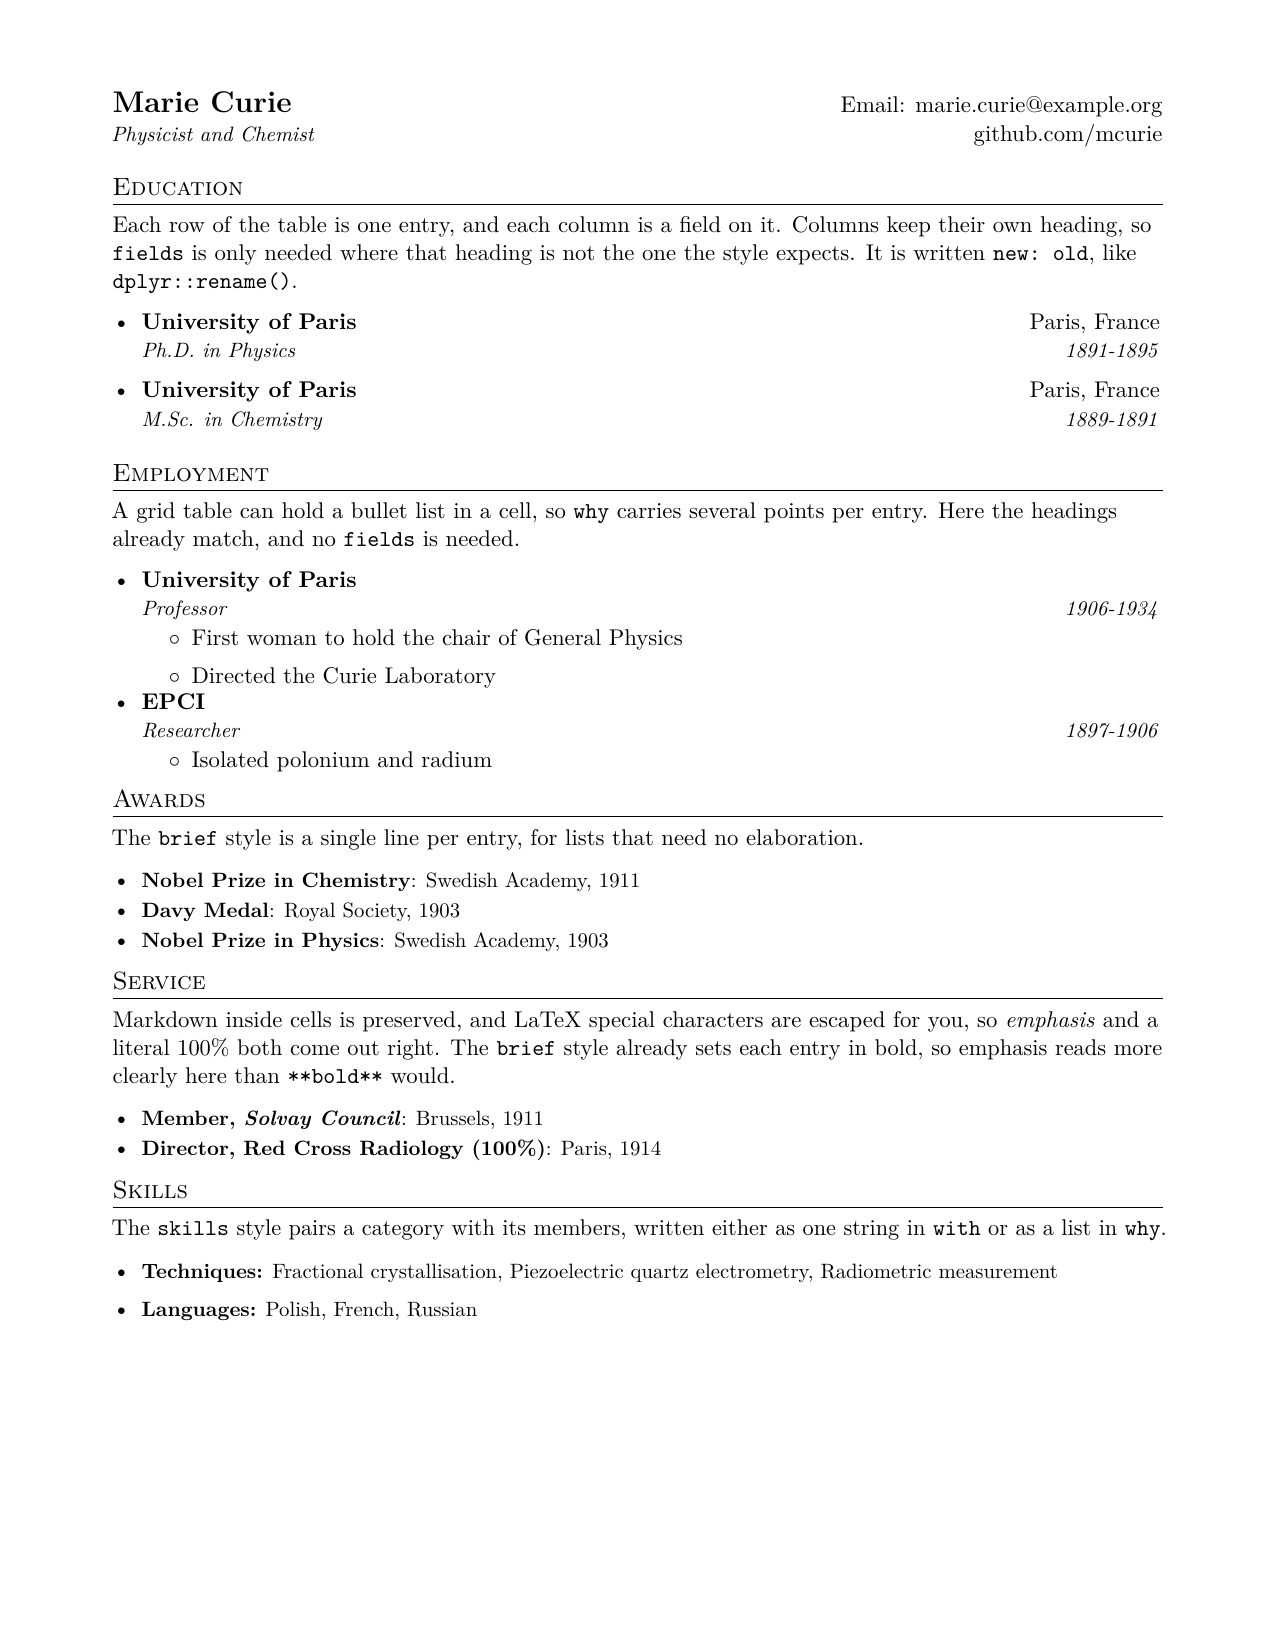 Marie Curie
Email: marie.curie@example.org
Physicist and Chemist
github.com/mcurie
Education
Each row of the table is one entry, and each column is a field on it. Columns keep their own heading, so
fields is only needed where that heading is not the one the style expects. It is written new: old, like
dplyr::rename().
• University of Paris
Paris, France
Ph.D. in Physics
1891-1895
• University of Paris
Paris, France
M.Sc. in Chemistry
1889-1891
Employment
A grid table can hold a bullet list in a cell, so why carries several points per entry. Here the headings
already match, and no fields is needed.
• University of Paris
Professor
1906-1934
○ First woman to hold the chair of General Physics
○ Directed the Curie Laboratory
• EPCI
Researcher
1897-1906
○ Isolated polonium and radium
Awards
The brief style is a single line per entry, for lists that need no elaboration.
• Nobel Prize in Chemistry: Swedish Academy, 1911
• Davy Medal: Royal Society, 1903
• Nobel Prize in Physics: Swedish Academy, 1903
Service
Markdown inside cells is preserved, and LaTeX special characters are escaped for you, so emphasis and a
literal 100% both come out right. The brief style already sets each entry in bold, so emphasis reads more
clearly here than **bold** would.
• Member, Solvay Council: Brussels, 1911
• Director, Red Cross Radiology (100%): Paris, 1914
Skills
The skills style pairs a category with its members, written either as one string in with or as a list in why.
• Techniques: Fractional crystallisation, Piezoelectric quartz electrometry, Radiometric measurement
• Languages: Polish, French, Russian